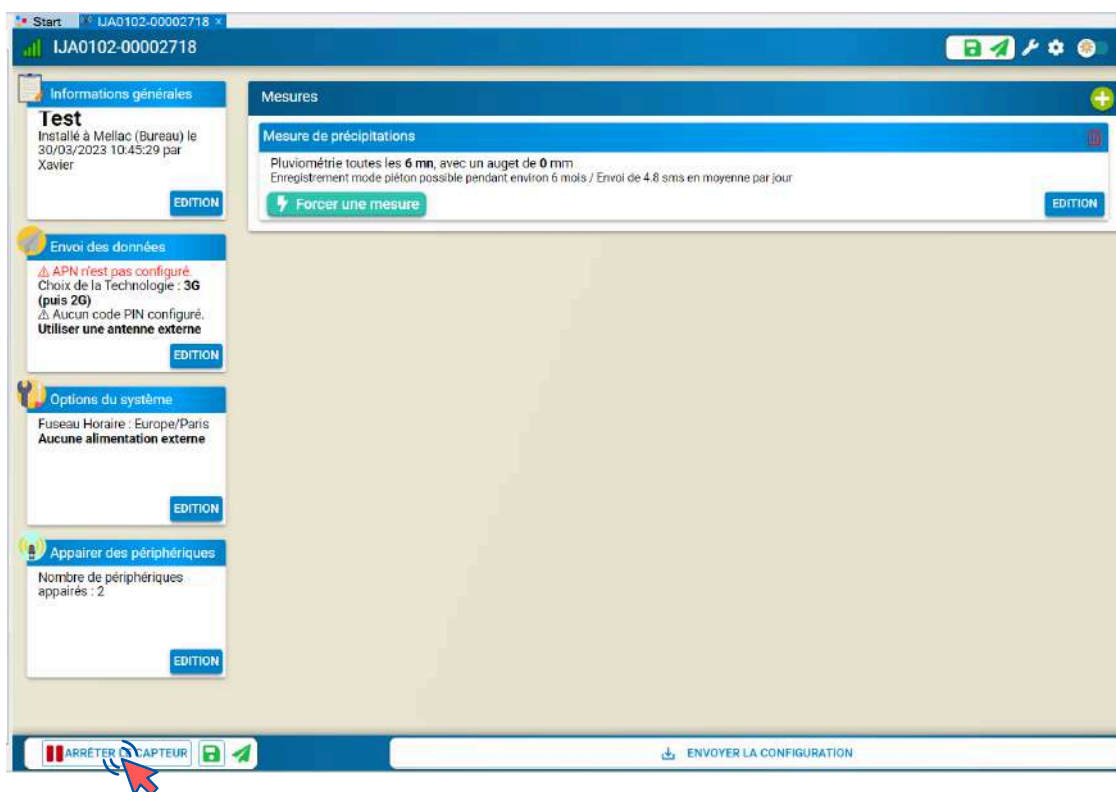 Start IJA0102-00002718 ×
IJA0102-00002718
Informations générales
Test
Installé à Mellac (Bureau) le
30/03/2023 10:45:29 par
Xavier
EDITION
Envoi des données
⚠ APN n'est pas configuré.
Choix de la Technologie : 3G
(puis 2G)
⚠ Aucun code PIN configuré.
Utiliser une antenne externe
EDITION
Options du système
Fuseau Horaire : Europe/Paris
Aucune alimentation externe
EDITION
Appairer des périphériques
Nombre de périphériques
appairés : 2
EDITION
Mesures
Mesure de précipitations
Pluviométrie toutes les 6 mn, avec un auget de 0 mm
Enregistrement mode piéton possible pendant environ 6 mois / Envoi de 4.8 sms en moyenne par jour
Forcer une mesure
EDITION
ARRÊTER LE CAPTEUR
ENVOYER LA CONFIGURATION